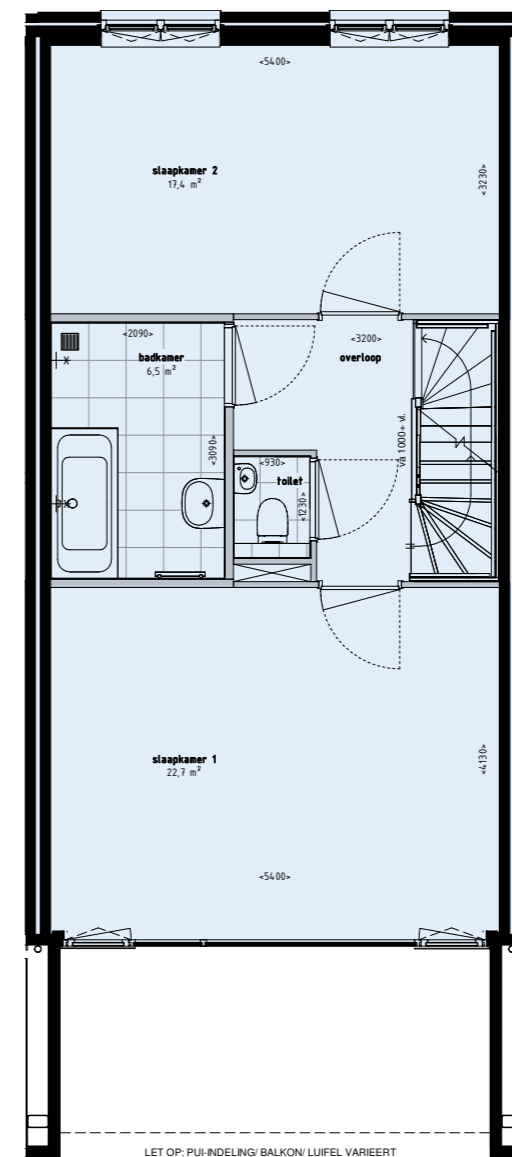 <5400>
slaapkamer 2
17,4 m²
<3230>
<2090>
badkamer
6,5 m²
<3200>
overloop
va 1000+ vl.
<3090>
<930>
toilet
<1230>
slaapkamer 1
22,7 m²
<4130>
<5400>
LET OP: PUI-INDELING/ BALKON/ LUIFEL VARIEERT